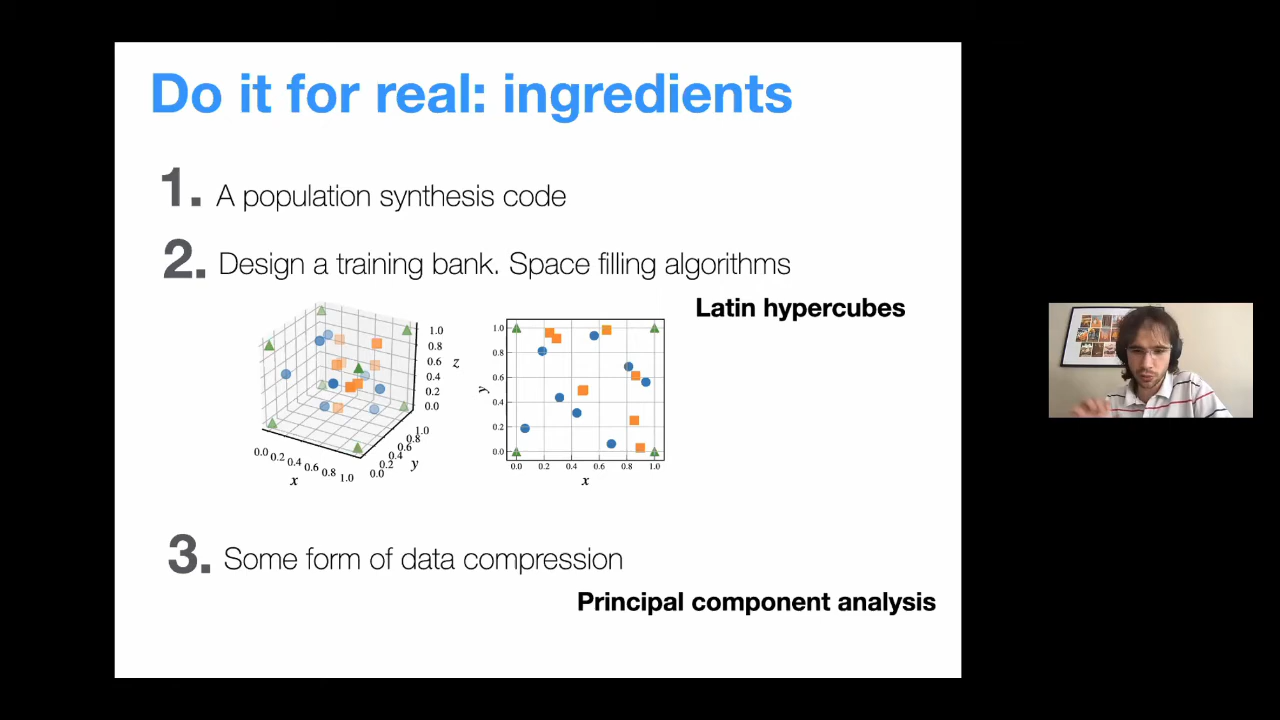 Do it for real: ingredients
1. A population synthesis code
2. Design a training bank. Space filling algorithms
Latin hypercubes
1.0
0.8
0.6
0.4
0.2
0.0
z
0.0 0.2 0.4 0.6 0.8 1.0
x
0.0 0.2 0.4 0.6 0.8 1.0
y
1.0
0.8
0.6
0.4
0.2
0.0
y
0.0 0.2 0.4 0.6 0.8 1.0
x
3. Some form of data compression
Principal component analysis